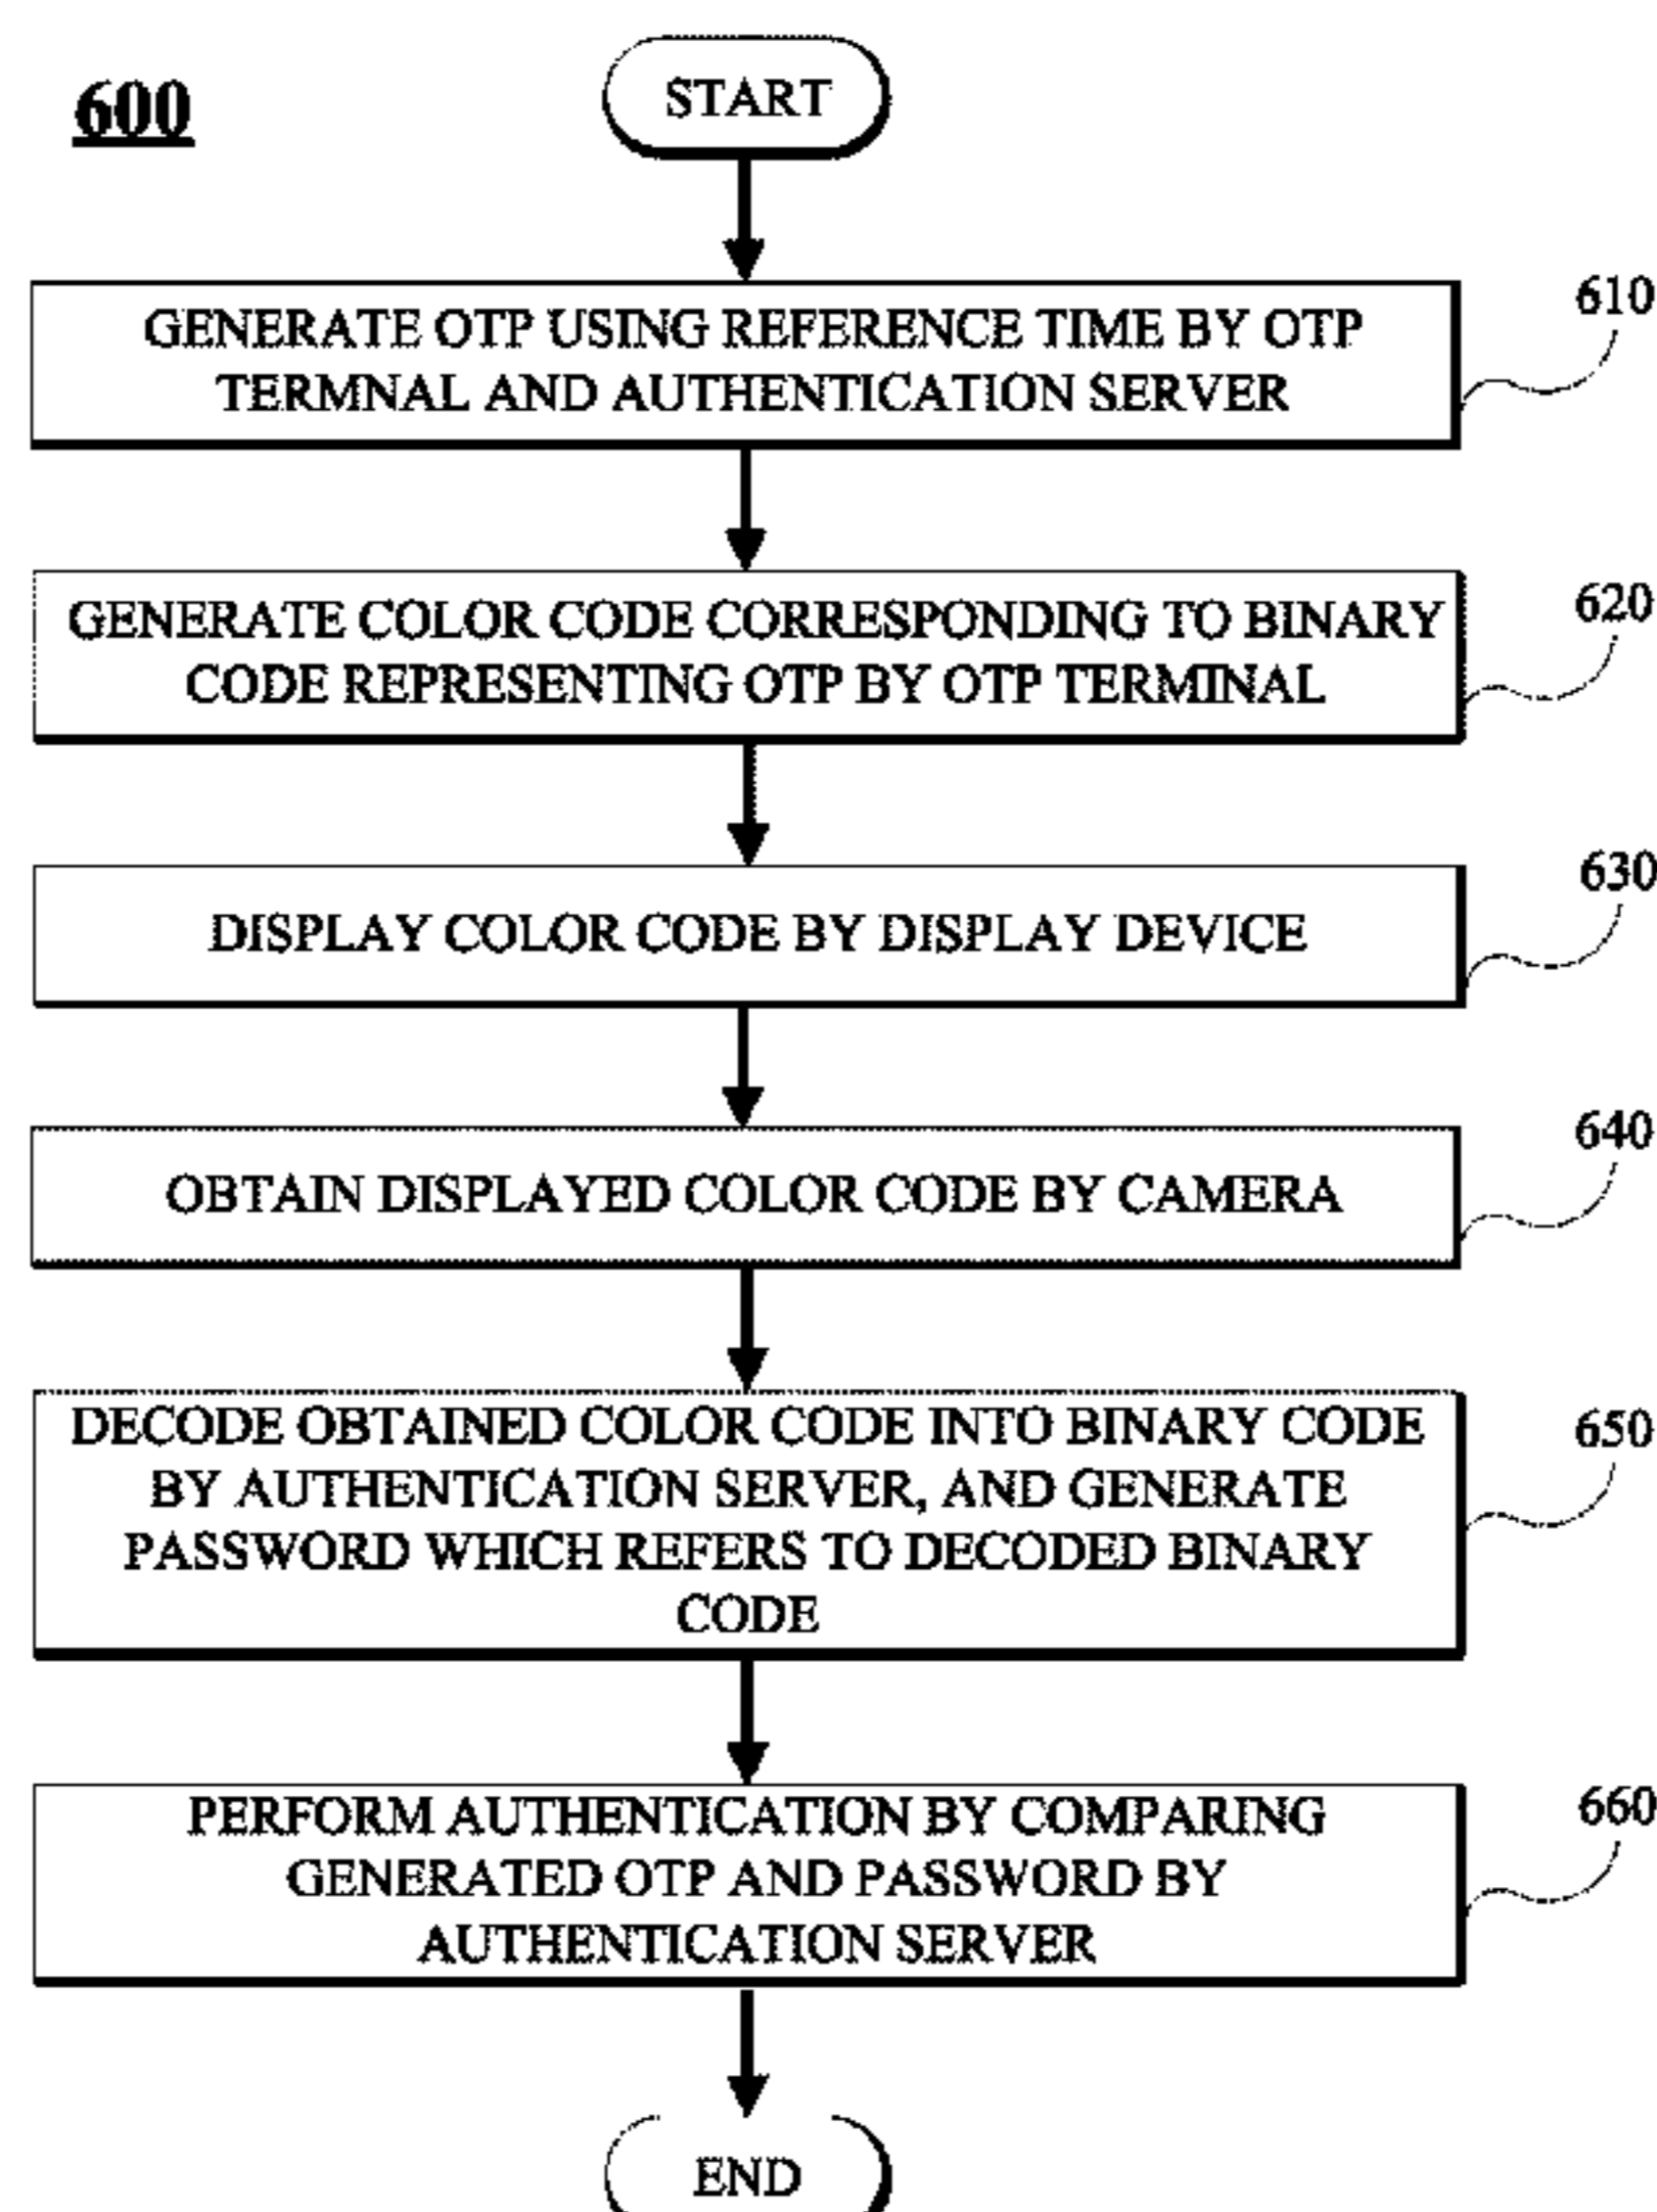 600
START
GENERATE OTP USING REFERENCE TIME BY OTP
TERMNAL AND AUTHENTICATION SERVER
610
GENERATE COLOR CODE CORRESPONDING TO BINARY
CODE REPRESENTING OTP BY OTP TERMINAL
620
DISPLAY COLOR CODE BY DISPLAY DEVICE
630
OBTAIN DISPLAYED COLOR CODE BY CAMERA
640
DECODE OBTAINED COLOR CODE INTO BINARY CODE
BY AUTHENTICATION SERVER, AND GENERATE
PASSWORD WHICH REFERS TO DECODED BINARY
CODE
650
PERFORM AUTHENTICATION BY COMPARING
GENERATED OTP AND PASSWORD BY
AUTHENTICATION SERVER
660
END